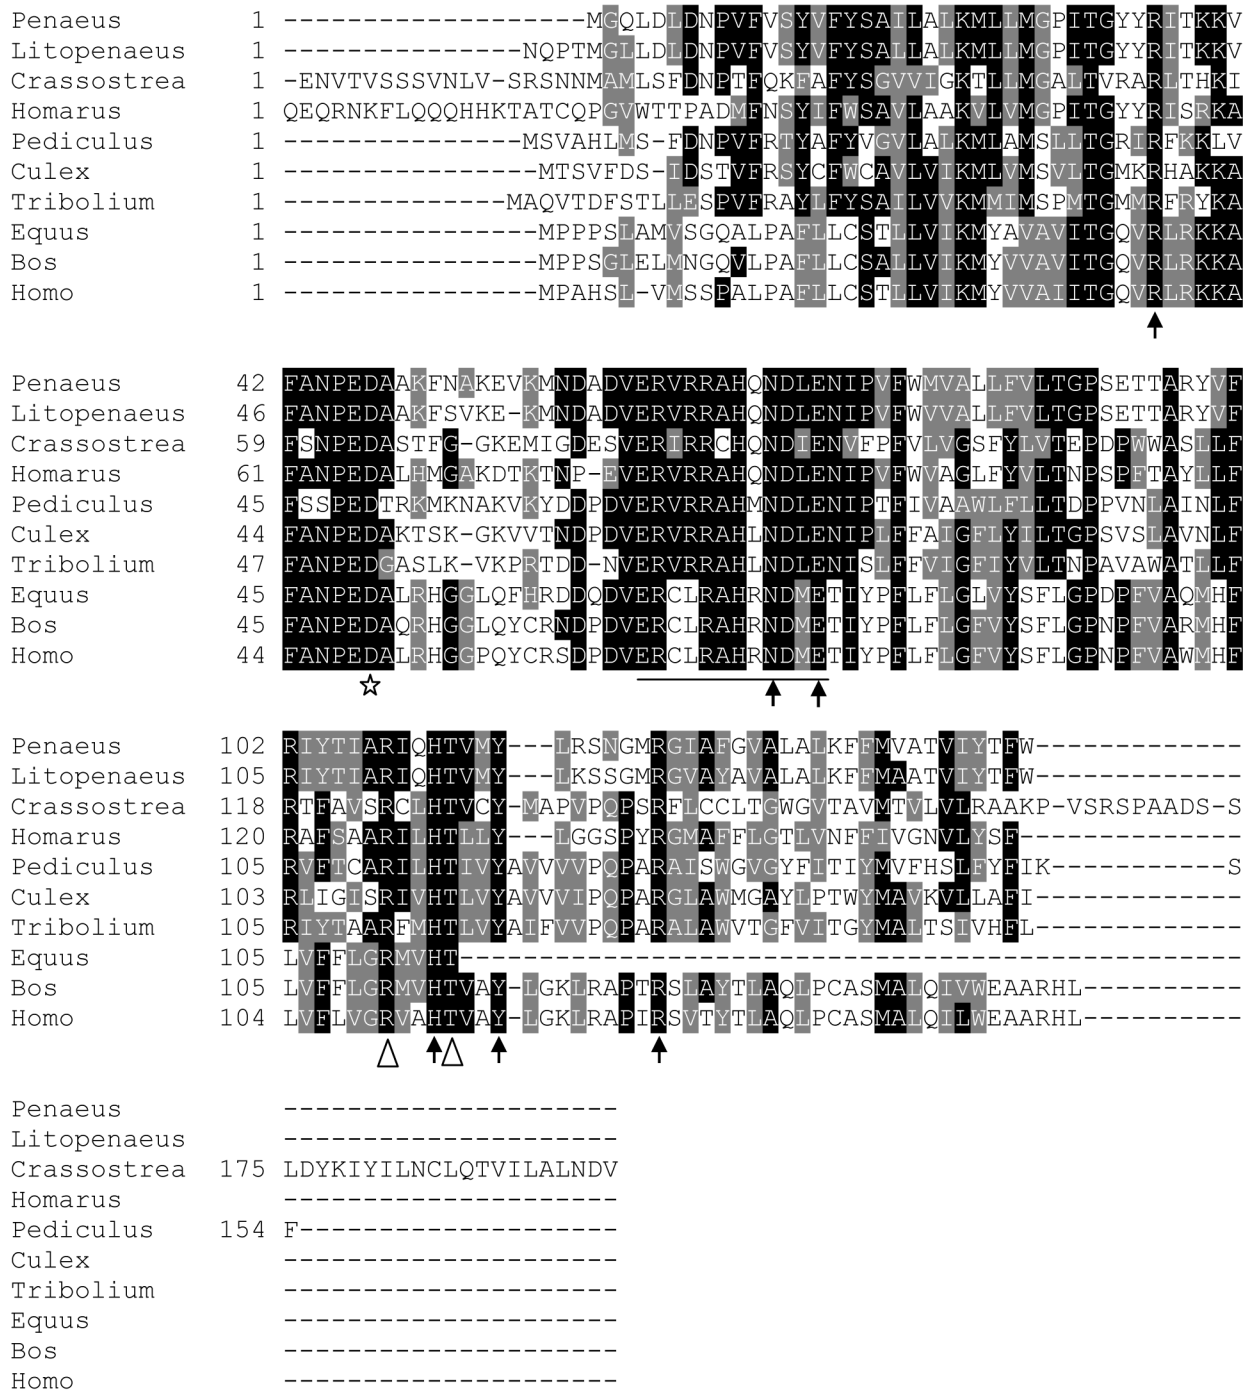 Penaeus 1 -------------------MGQLDLDNPVFVSYVFYSAILALKMLLMGPITGYYRITKKV
Litopenaeus 1 ---------------NQPTMGLLDLDNPVFVSYVFYSALLALKMLLMGPITGYYRITKKV
Crassostrea 1 -ENVTVSSSVNLV-SRSNNMAMLSFDNPTFQKFAFYSGVVIGKTLLMGALTVRARLTHKI
Homarus 1 QEQRNKFLQQQHHKTATCQPGVWTTPADMFNSYIFWSAVLAAKVLVMGPITGYYRISRKA
Pediculus 1 ---------------MSVAHLMS-FDNPVFRTYAFYVGVLALKMLAMSLLTGRIRFKKLV
Culex 1 ----------------MTSVFDS-IDSTVFRSYCFWCAVLVIKMLVMSVLTGMKRHAKKA
Tribolium 1 --------------MAQVTDFSTLLESPVFRAYLFYSAILVVKMMIMSPMTGMMRFRYKA
Equus 1 ----------------MPPPSLAMVSGQALPAFLLCSTLLVIKMYAVAVITGQVRLRKKA
Bos 1 ----------------MPPSGLELMNGQVLPAFLLCSALLVIKMYVVAVITGQVRLRKKA
Homo 1 ----------------MPAHSL-VMSSPALPAFLLCSTLLVIKMYVVAIITGQVRLRKKA
Penaeus 42 FANPEDAAKFNAKEVKMNDADVERVRRAHQNDLENIPVFWMVALLFVLTGPSETTARYVF
Litopenaeus 46 FANPEDAAKFSVKE-KMNDADVERVRRAHQNDLENIPVFWVVALLFVLTGPSETTARYVF
Crassostrea 59 FSNPEDASTFG-GKEMIGDESVERIRRCHQNDIENVFPFVLVGSFYLVTEPDPWWASLLF
Homarus 61 FANPEDALHMGAKDTKTNP-EVERVRRAHQNDLENIPVFWVAGLFYVLTNPSPFTAYLLF
Pediculus 45 FSSPEDTRKMKNAKVKYDDPDVERVRRAHMNDLENIPTFIVAAWLFLLTDPPVNLAINLF
Culex 44 FANPEDAKTSK-GKVVTNDPDVERVRRAHLNDLENIPLFFAIGFLYILTGPSVSLAVNLF
Tribolium 47 FANPEDGASLK-VKPRTDD-NVERVRRAHLNDLENISLFFVIGFIYVLTNPAVAWATLLF
Equus 45 FANPEDALRHGGLQFHRDDQDVERCLRAHRNDMETIYPFLFLGLVYSFLGPDPFVAQMHF
Bos 45 FANPEDAQRHGGLQYCRNDPDVERCLRAHRNDMETIYPFLFLGFVYSFLGPNPFVARMHF
Homo 44 FANPEDALRHGGPQYCRSDPDVERCLRAHRNDMETIYPFLFLGFVYSFLGPNPFVAWMHF
Penaeus 102 RIYTIARIQHTVMY---LRSNGMRGIAFGVALALKFFMVATVIYTFW-------------
Litopenaeus 105 RIYTIARIQHTVMY---LKSSGMRGVAYAVALALKFFMAATVIYTFW-------------
Crassostrea 118 RTFAVSRCLHTVCY-MAPVPQPSRFLCCLTGWGVTAVMTVLVLRAAKP-VSRSPAADS-S
Homarus 120 RAFSAARILHTLLY---LGGSPYRGMAFFLGTLVNFFIVGNVLYSF--------------
Pediculus 105 RVFTCARILHTIVYAVVVVPQPARAISWGVGYFITIYMVFHSLFYFIK-----------S
Culex 103 RLIGISRIVHTLVYAVVVIPQPARGLAWMGAYLPTWYMAVKVLLAFI-------------
Tribolium 105 RIYTAARFMHTLVYAIFVVPQPARALAWVTGFVITGYMALTSIVHFL-------------
Equus 105 LVFFLGRMVHT-------------------------------------------------
Bos 105 LVFFLGRMVHTVAY-LGKLRAPTRSLAYTLAQLPCASMALQIVWEAARHL----------
Homo 104 LVFLVGRVAHTVAY-LGKLRAPIRSVTYTLAQLPCASMALQILWEAARHL----------
Penaeus ---------------------
Litopenaeus ---------------------
Crassostrea 175 LDYKIYILNCLQTVILALNDV
Homarus ---------------------
Pediculus 154 F--------------------
Culex ---------------------
Tribolium ---------------------
Equus ---------------------
Bos ---------------------
Homo ---------------------